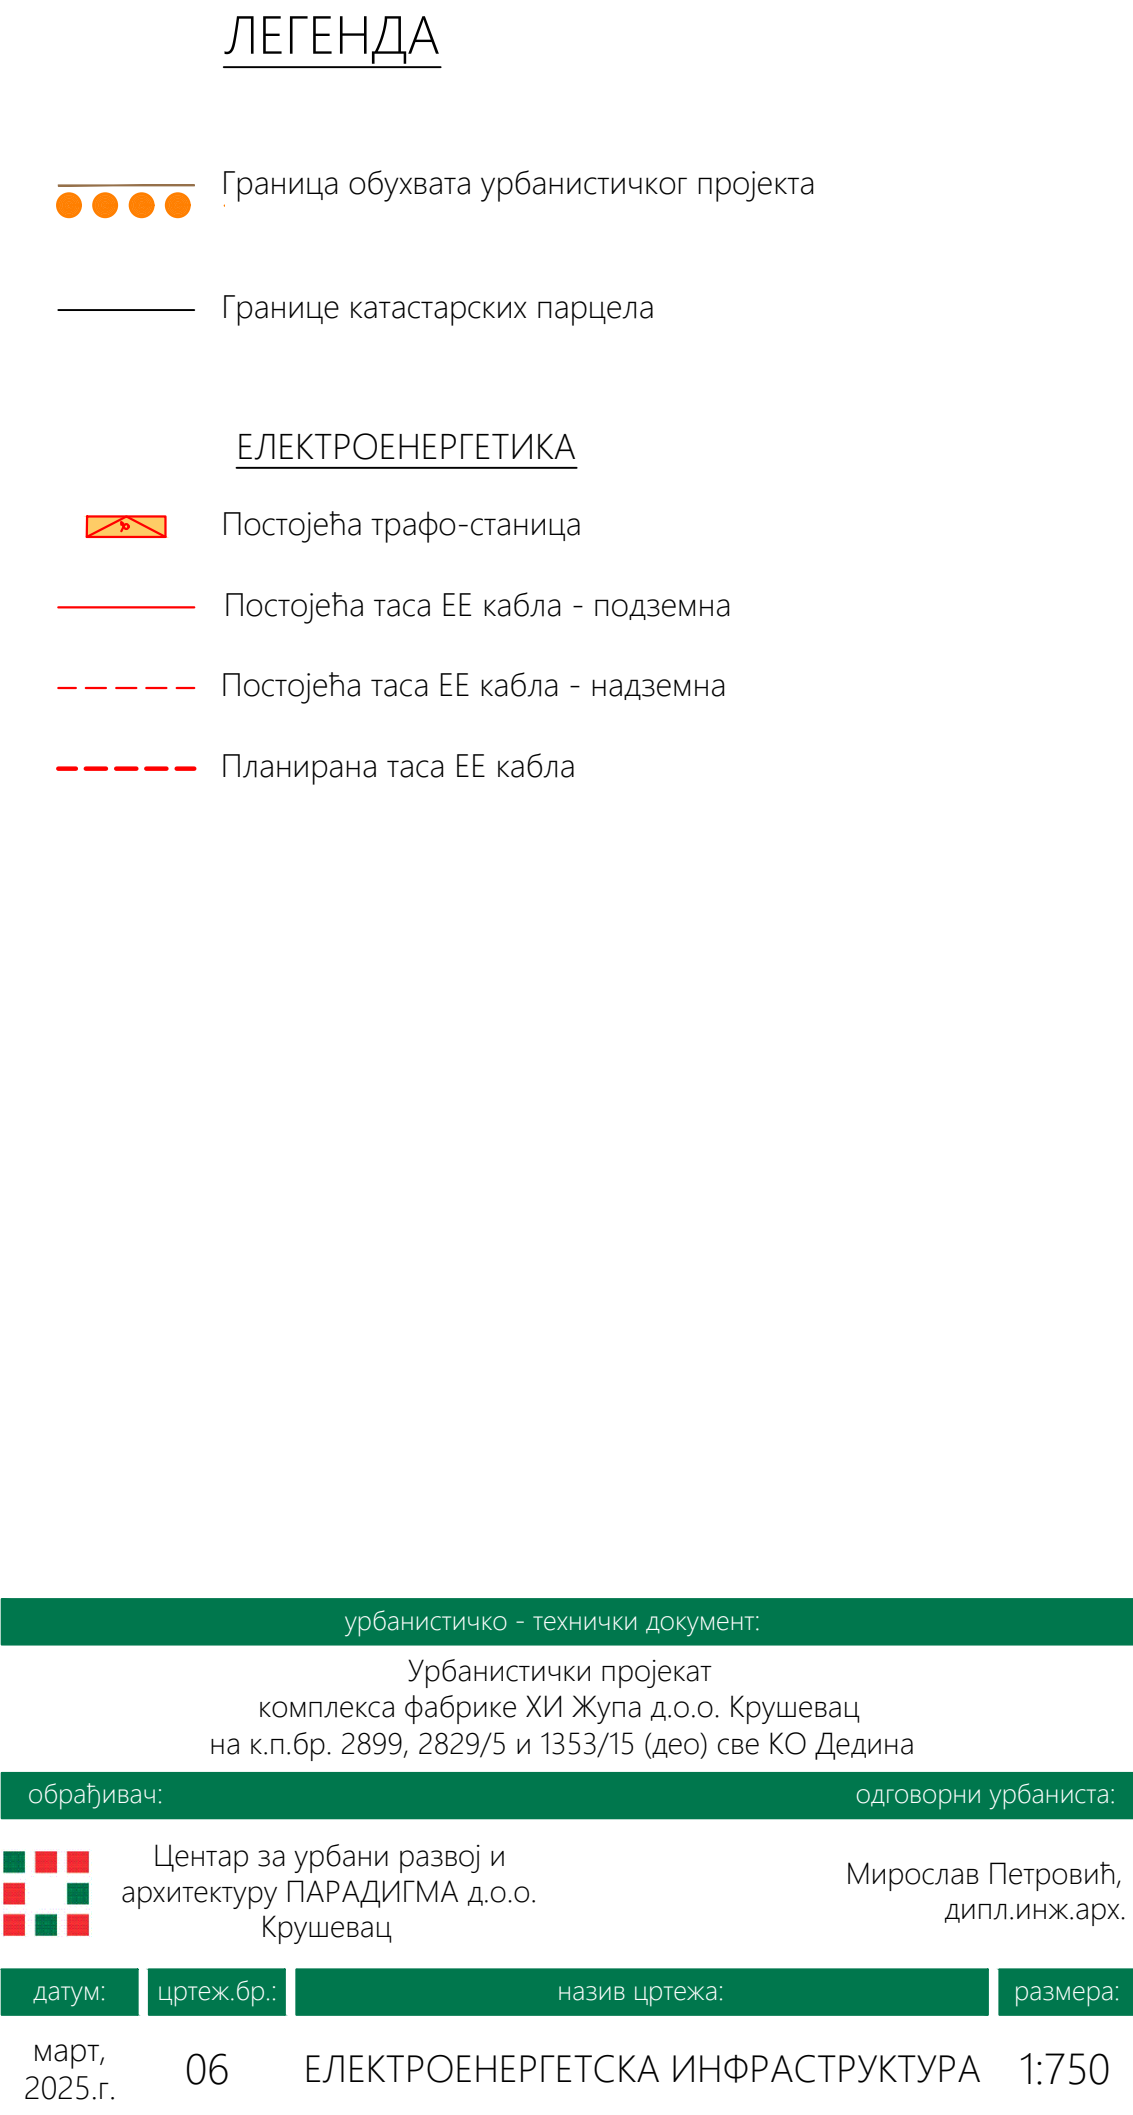 ЛЕГЕНДА
Граница обухвата урбанистичког пројекта
Границе катастарских парцела
ЕЛЕКТРОЕНЕРГЕТИКА
Постојећа трафо-станица
Постојећа таса ЕЕ кабла - подземна
Постојећа таса ЕЕ кабла - надземна
Планирана таса ЕЕ кабла
урбанистичко - технички документ:
Урбанистички пројекат
комплекса фабрике ХИ Жупа д.о.о. Крушевац
на к.п.бр. 2899, 2829/5 и 1353/15 (део) све КО Дедина
обрађивач:
одговорни урбаниста:
Центар за урбани развој и
архитектуру ПАРАДИГМА д.о.о.
Крушевац
Мирослав Петровић,
дипл.инж.арх.
датум:
цртеж.бр.:
назив цртежа:
размера:
март,
2025.г.
06
ЕЛЕКТРОЕНЕРГЕТСКА ИНФРАСТРУКТУРА
1:750